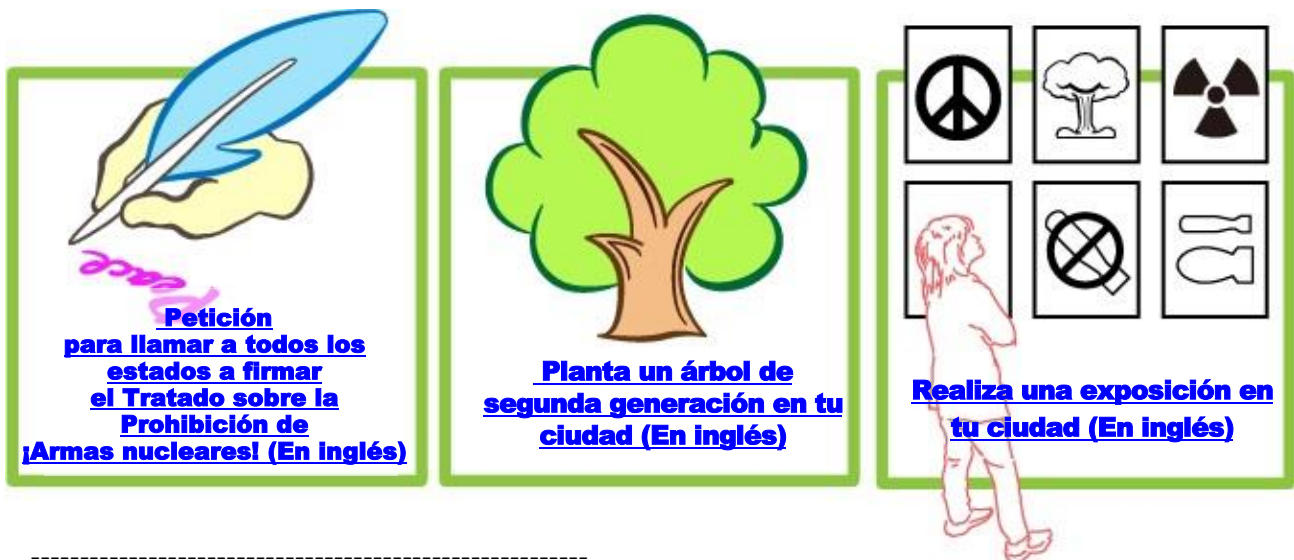 Peace
Petición
para llamar a todos los
estados a firmar
el Tratado sobre la
Prohibición de
¡Armas nucleares! (En inglés)
Planta un árbol de
segunda generación en tu
ciudad (En inglés)
Realiza una exposición en
tu ciudad (En inglés)
---------------------------------------------------------